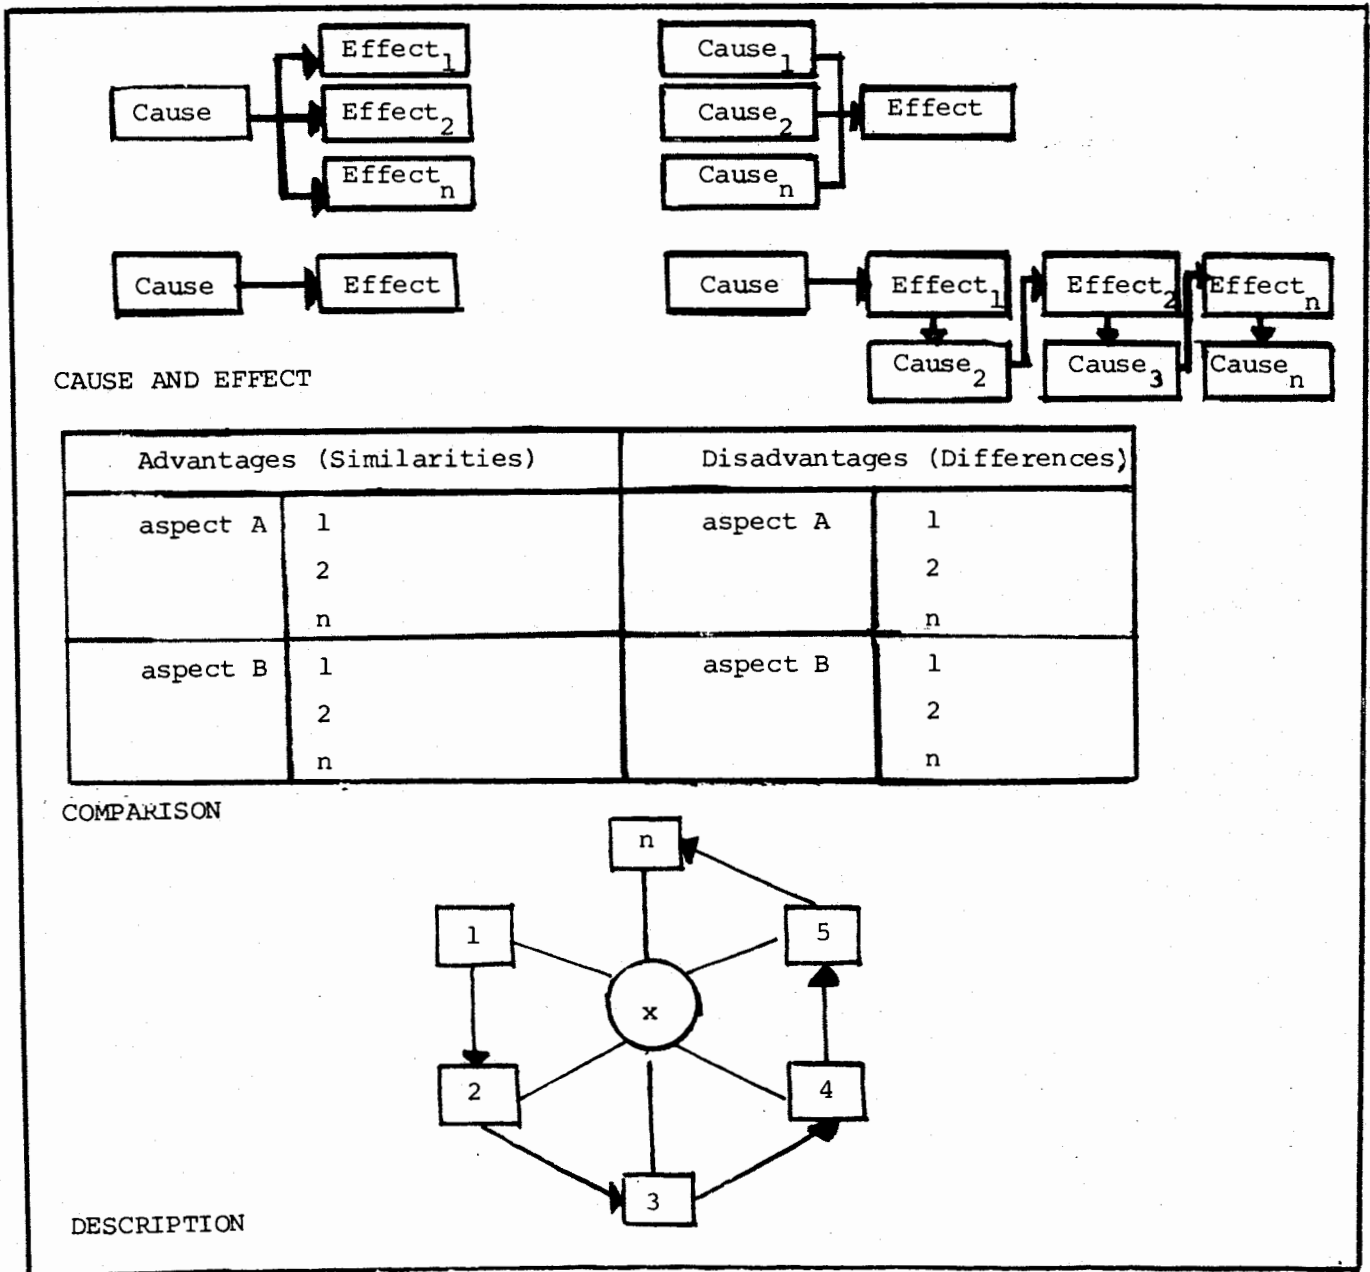 Effect1 Cause1
Cause Effect2 Cause2 Effect
Effectn Causen
Cause Effect Cause Effect1 Effect2 Effectn
Cause2 Cause3 Causen
CAUSE AND EFFECT
Advantages (Similarities) Disadvantages (Differences)
aspect A 1 aspect A 1
2 2
n n
aspect B 1 aspect B 1
2 2
n n
COMPARISON
n
1 5
x
2 4
3
DESCRIPTION